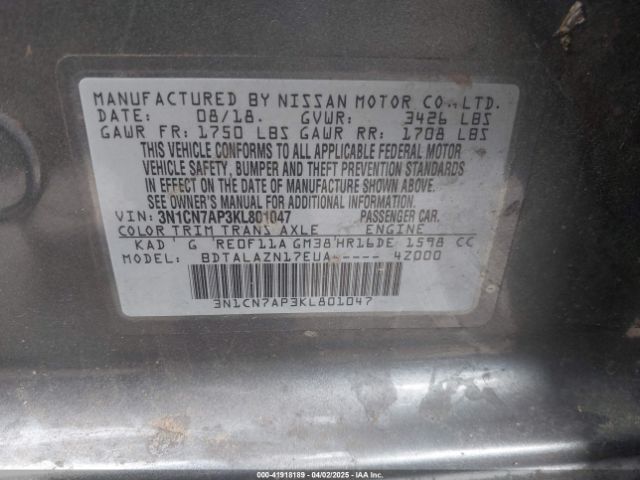 MANUFACTURED BY NISSAN MOTOR CO., LTD.
DATE: 08/18. GVWR: 3426 LBS
GAWR FR: 1750 LBS GAWR RR: 1708 LBS
THIS VEHICLE CONFORMS TO ALL APPLICABLE FEDERAL MOTOR
VEHICLE SAFETY, BUMPER AND THEFT PREVENTION STANDARDS
IN EFFECT ON THE DATE OF MANUFACTURE SHOWN ABOVE.
SEE OWNER'S MANUAL FOR ADDITIONAL INFORMATION.
VIN: 3N1CN7AP3KL801047 PASSENGER CAR.
COLOR TRIM TRANS AXLE ENGINE
KAD G RE0F11A GM38 HR16DE 1598 CC
MODEL: BDTALAZN17EUA----- 4Z000
3N1CN7AP3KL801047
000-41918189 - 04/02/2025 - ©IAA Inc.